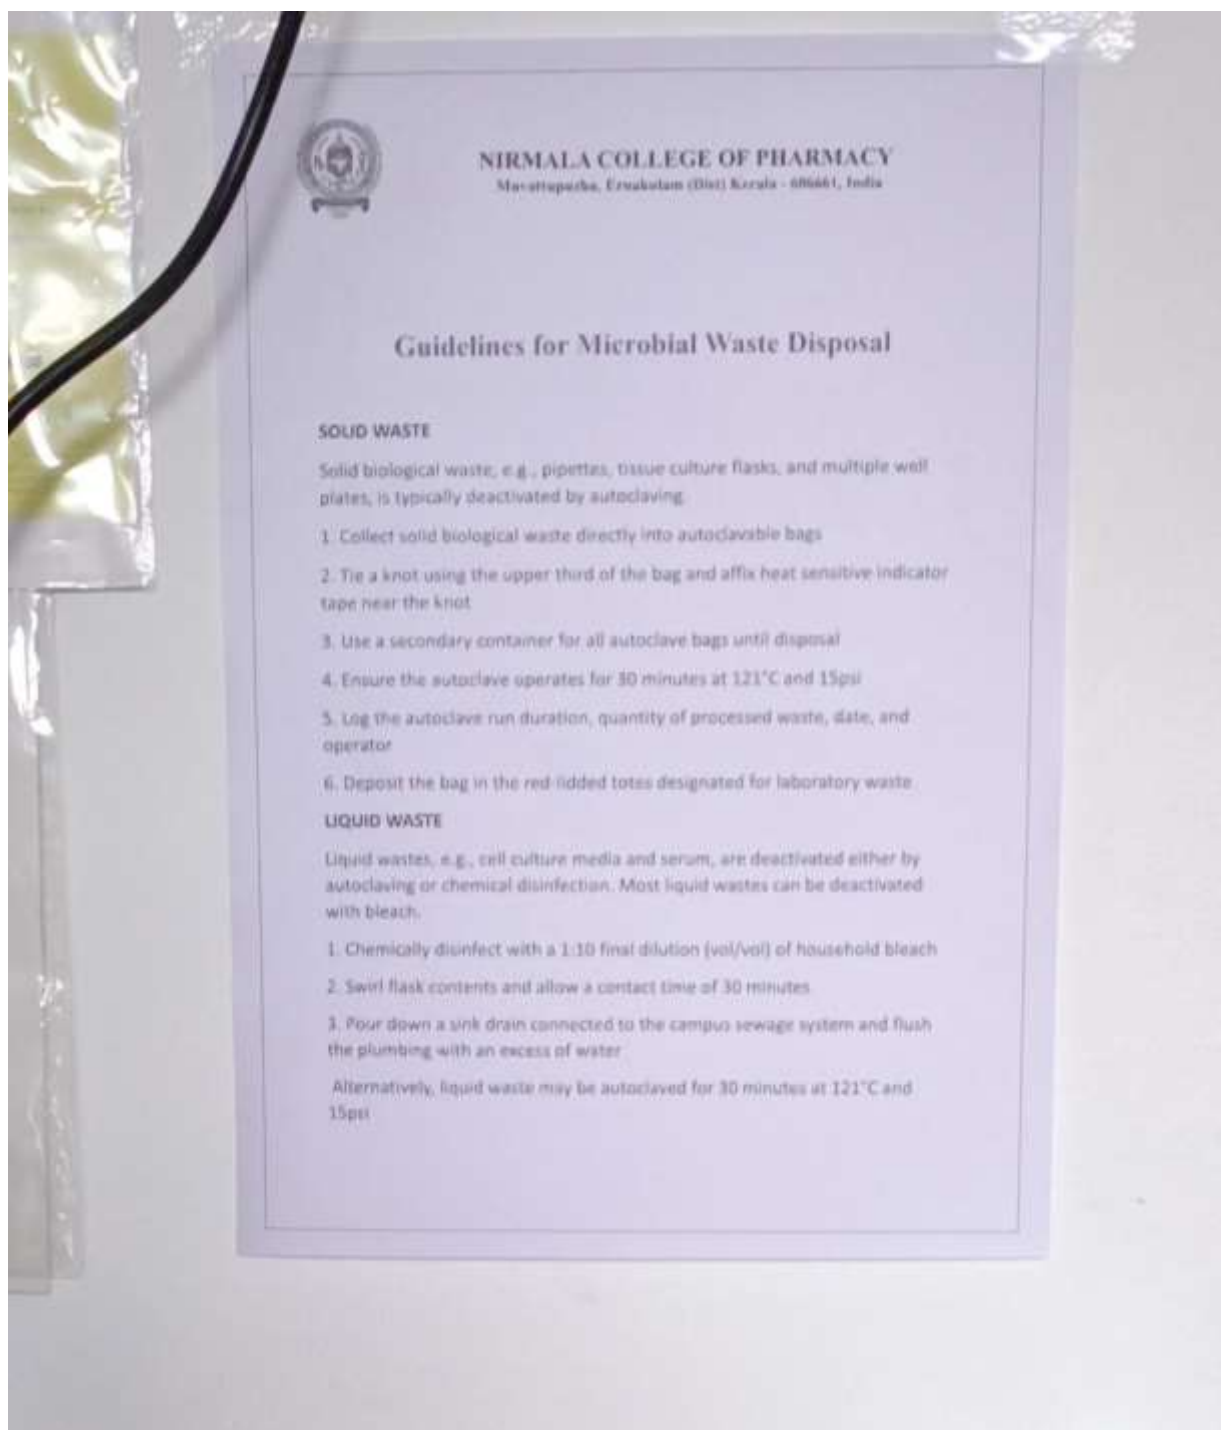 NIRMALA COLLEGE OF PHARMACY
Muvattupuzha, Ernakulam (Dist) Kerala - 686661, India
Guidelines for Microbial Waste Disposal
SOLID WASTE
Solid biological waste, e.g., pipettes, tissue culture flasks, and multiple well
plates, is typically deactivated by autoclaving.
1. Collect solid biological waste directly into autoclavable bags
2. Tie a knot using the upper third of the bag and affix heat sensitive indicator
tape near the knot
3. Use a secondary container for all autoclave bags until disposal
4. Ensure the autoclave operates for 30 minutes at 121°C and 15psi
5. Log the autoclave run duration, quantity of processed waste, date, and
operator
6. Deposit the bag in the red-lidded totes designated for laboratory waste
LIQUID WASTE
Liquid wastes, e.g., cell culture media and serum, are deactivated either by
autoclaving or chemical disinfection. Most liquid wastes can be deactivated
with bleach.
1. Chemically disinfect with a 1:10 final dilution (vol/vol) of household bleach
2. Swirl flask contents and allow a contact time of 30 minutes
3. Pour down a sink drain connected to the campus sewage system and flush
the plumbing with an excess of water
Alternatively, liquid waste may be autoclaved for 30 minutes at 121°C and
15psi